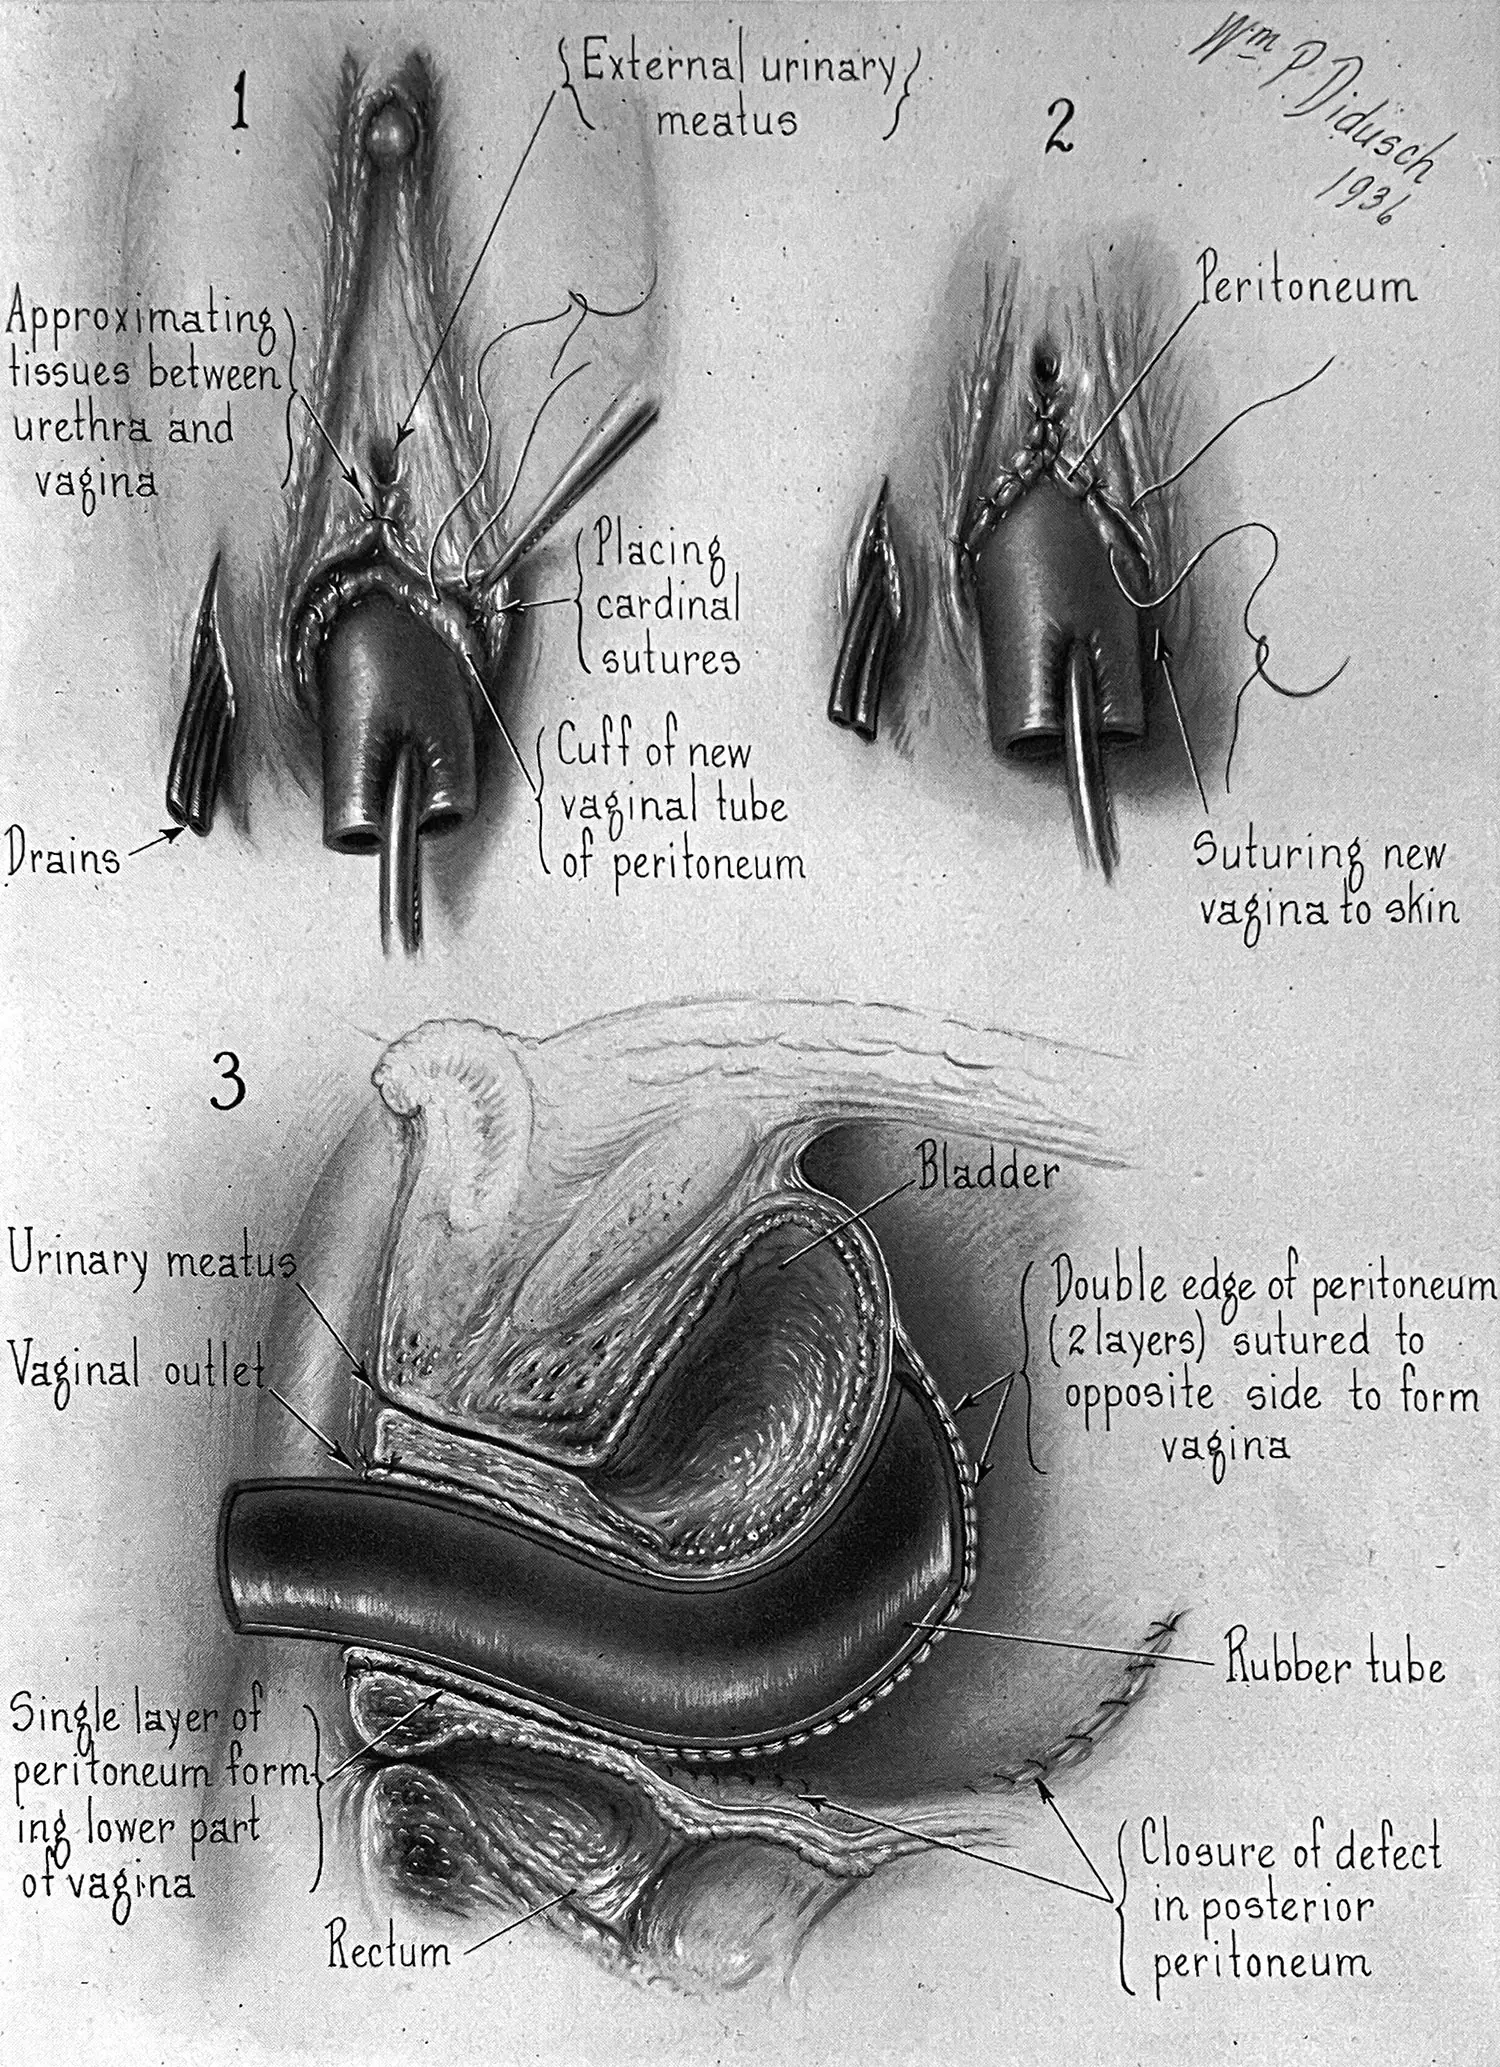 1
External urinary
meatus
2
Wm P. Didusch
1936
Approximating
tissues between
urethra and
vagina
Peritoneum
Placing
cardinal
sutures
Cuff of new
vaginal tube
of peritoneum
Drains
Suturing new
vagina to skin
3
Bladder
Urinary meatus
Vaginal outlet
Double edge of peritoneum
(2 layers) sutured to
opposite side to form
vagina
Rubber tube
Single layer of
peritoneum form-
ing lower part
of vagina
Rectum
Closure of defect
in posterior
peritoneum